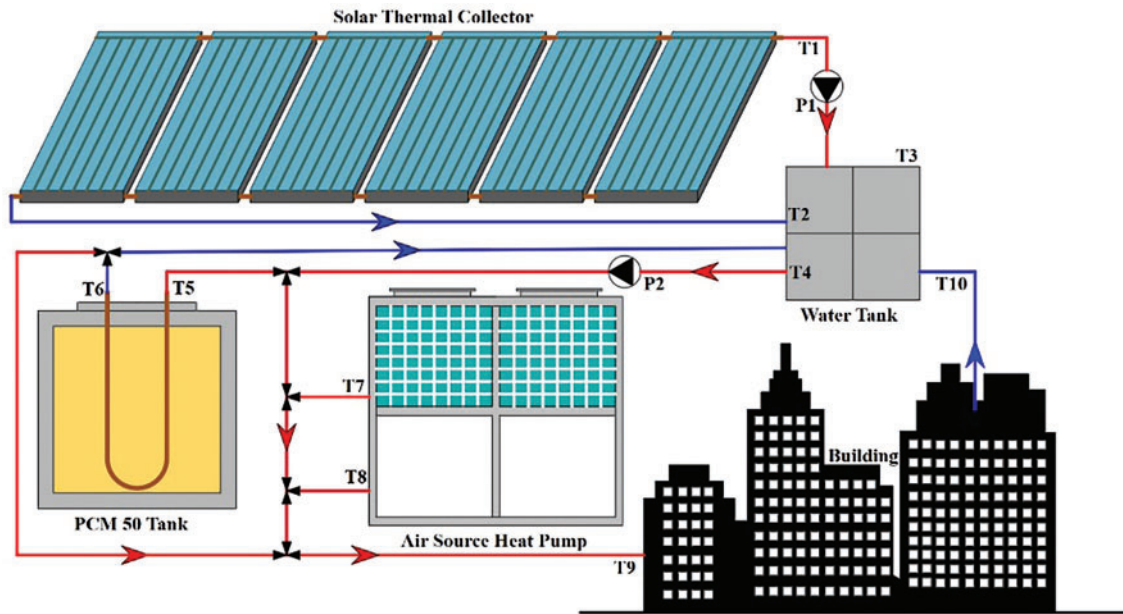 Solar Thermal Collector
T1
P1
T3
T2
T6
T5
P2
T4
T10
Water Tank
T7
T8
Building
PCM 50 Tank
Air Source Heat Pump
T9